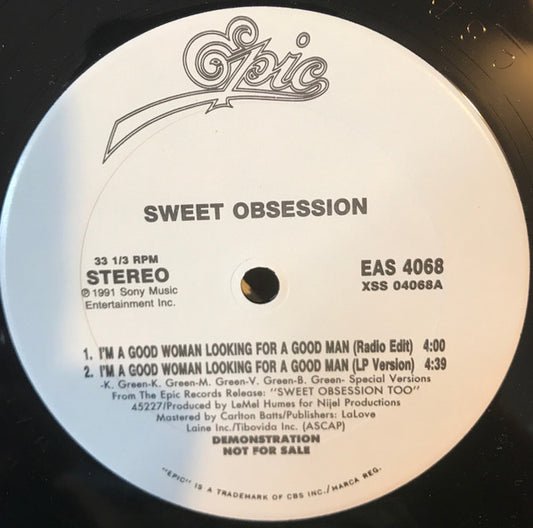 Epic
SWEET OBSESSION
33 1/3 RPM
STEREO
℗ 1991 Sony Music
Entertainment Inc.
EAS 4068
XSS 04068A
1. I'M A GOOD WOMAN LOOKING FOR A GOOD MAN (Radio Edit) 4:00
2. I'M A GOOD WOMAN LOOKING FOR A GOOD MAN (LP Version) 4:39
-K. Green-K. Green-M. Green-V. Green-B. Green- Special Versions
From The Epic Records Release: "SWEET OBSESSION TOO"
45227/Produced by LeMel Humes for Nijel Productions
Mastered by Carlton Batts/Publishers: LaLove
Laine Inc./Tibovida Inc. (ASCAP)
DEMONSTRATION
NOT FOR SALE
"EPIC" IS A TRADEMARK OF CBS INC./MARCA REG.